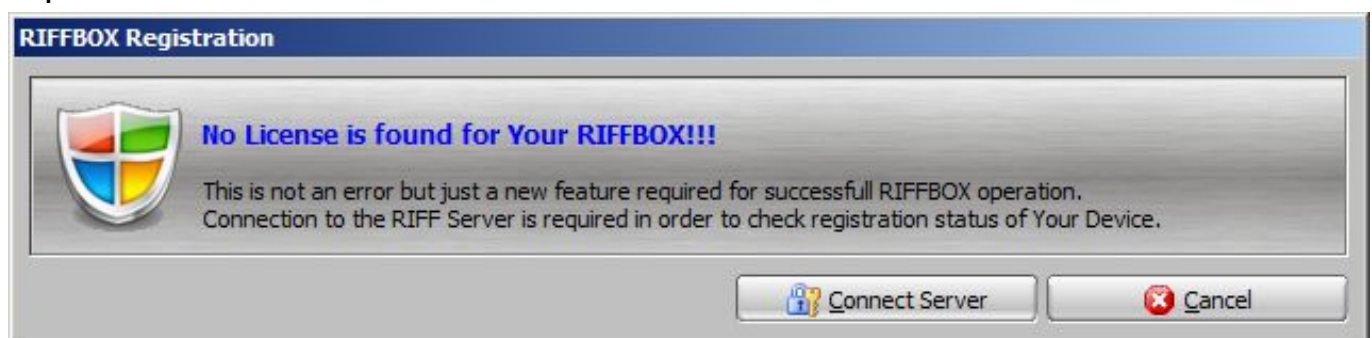 RIFFBOX Registration
No License is found for Your RIFFBOX!!!
This is not an error but just a new feature required for successfull RIFFBOX operation.
Connection to the RIFF Server is required in order to check registration status of Your Device.
Connect Server
Cancel